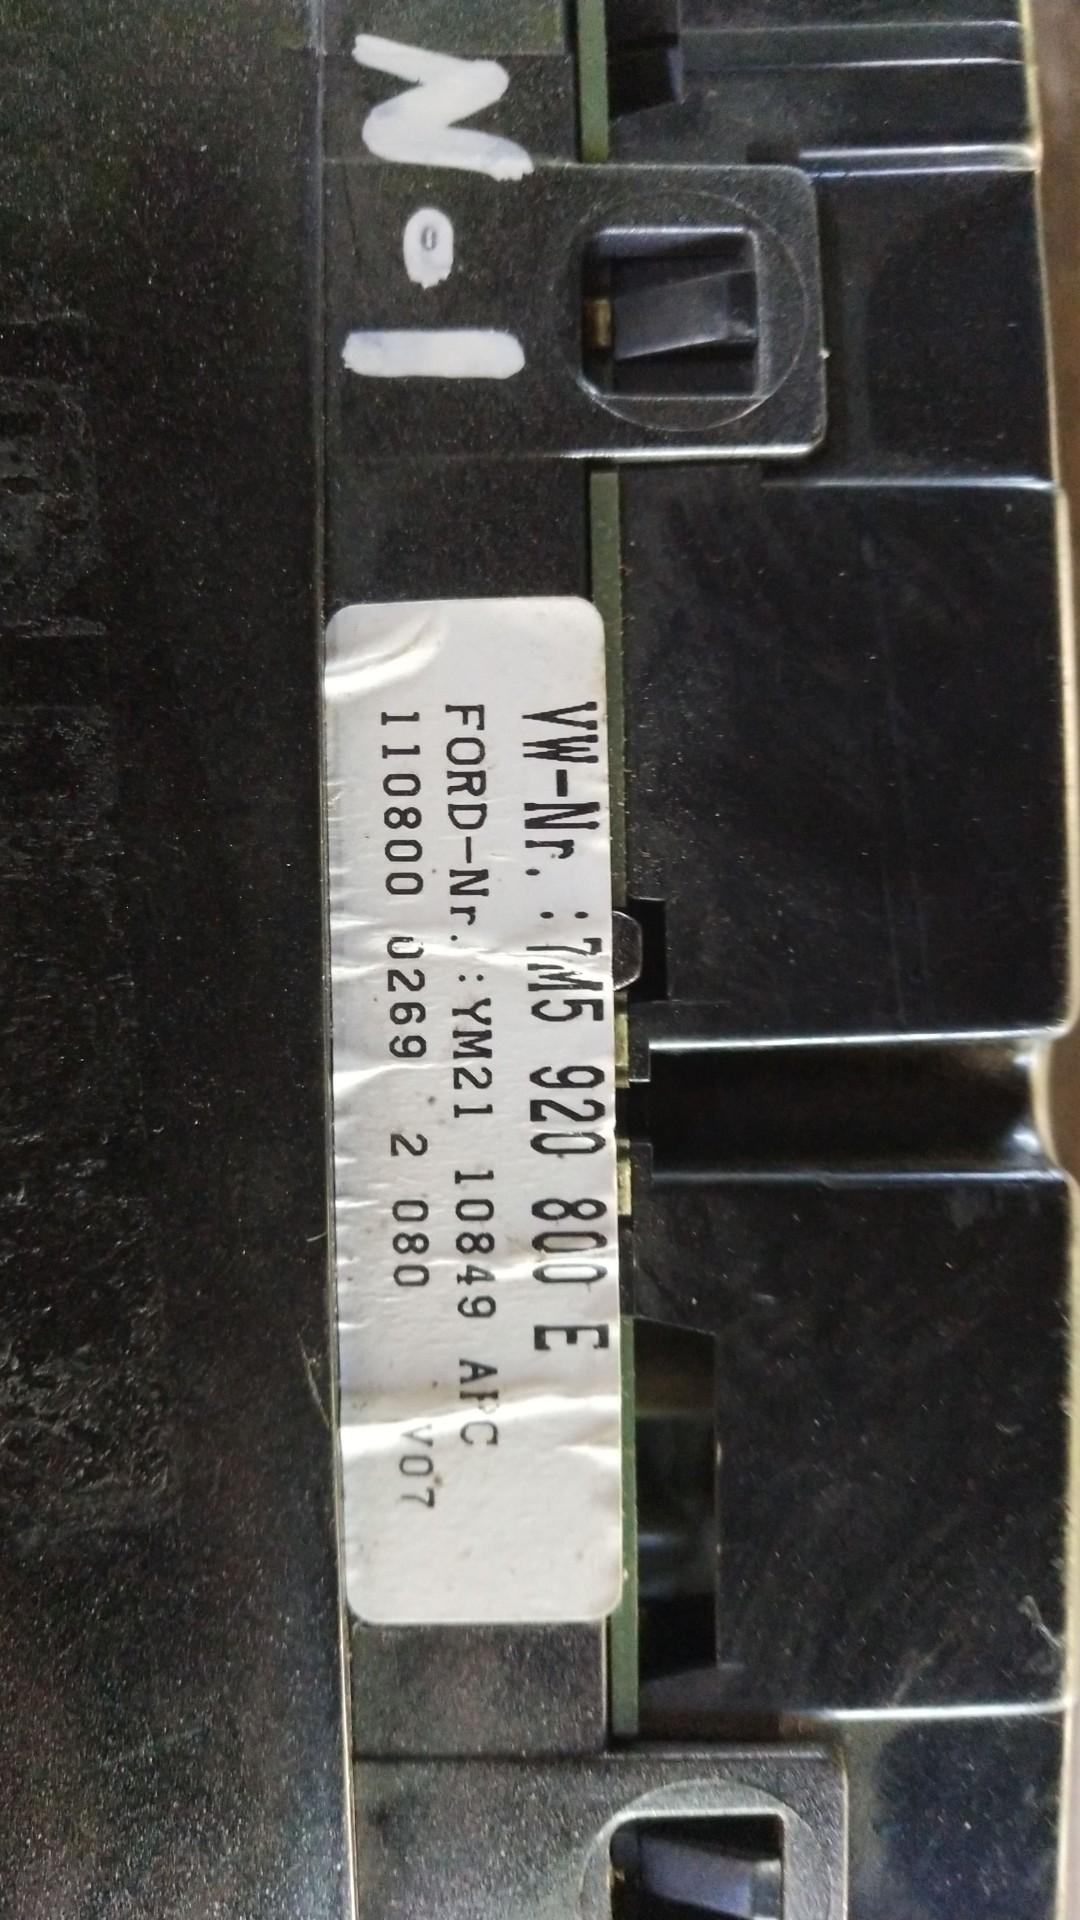 N-1
VW-Nr.:7M5 920 800 E
FORD-Nr.:YM21 10849 APC
110800 0269 2 080 V07